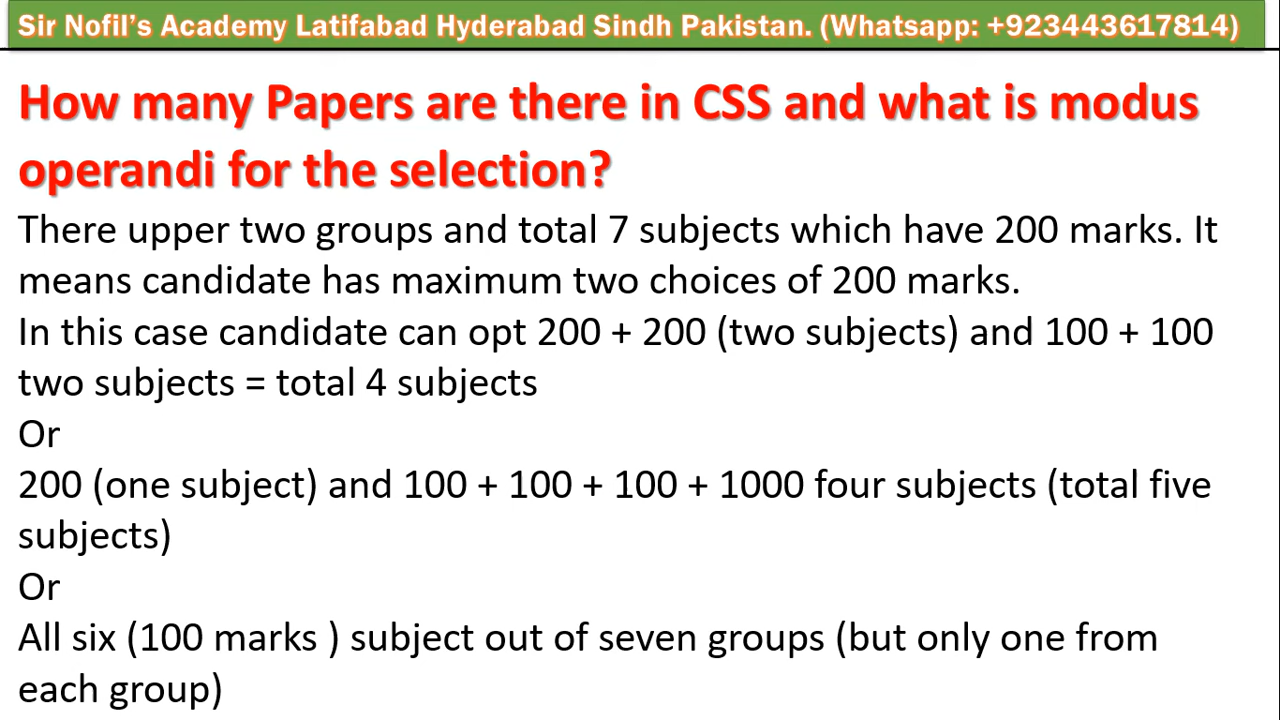 Sir Nofil's Academy Latifabad Hyderabad Sindh Pakistan. (Whatsapp: +923443617814)
How many Papers are there in CSS and what is modus
operandi for the selection?
There upper two groups and total 7 subjects which have 200 marks. It
means candidate has maximum two choices of 200 marks.
In this case candidate can opt 200 + 200 (two subjects) and 100 + 100
two subjects = total 4 subjects
Or
200 (one subject) and 100 + 100 + 100 + 1000 four subjects (total five
subjects)
Or
All six (100 marks ) subject out of seven groups (but only one from
each group)